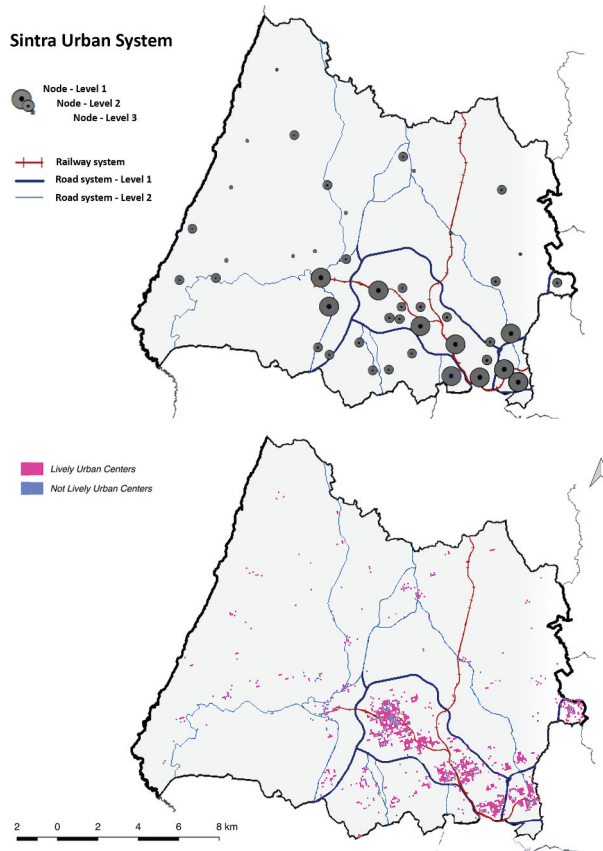 Sintra Urban System
Node - Level 1
Node - Level 2
Node - Level 3
Railway system
Road system - Level 1
Road system - Level 2
Lively Urban Centers
Not Lively Urban Centers
2 0 2 4 6 8 km